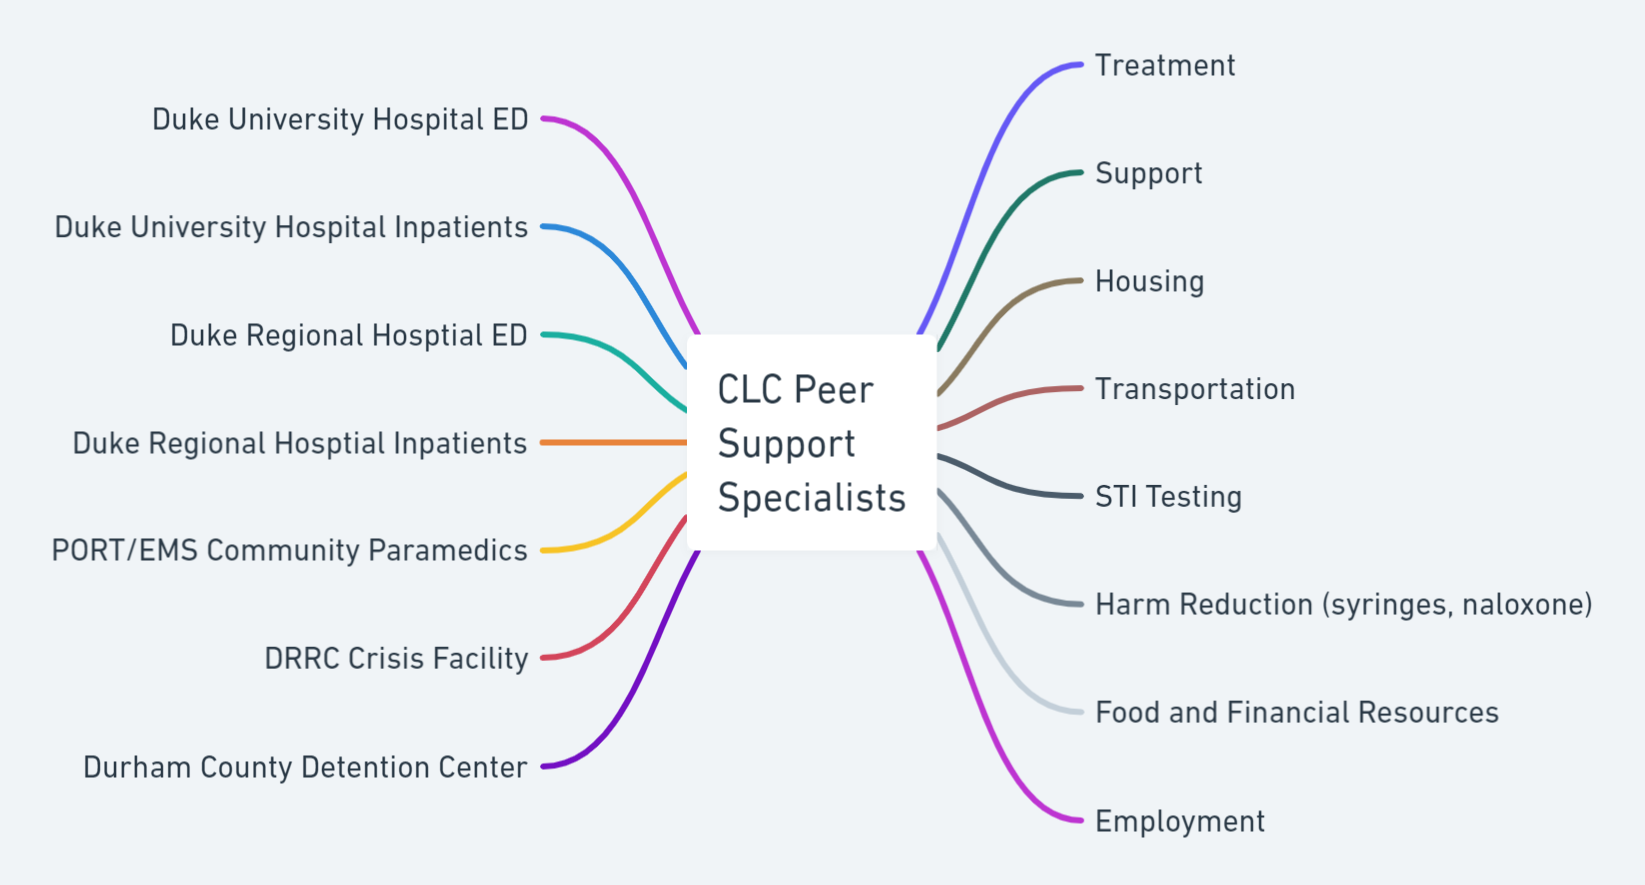 Duke University Hospital ED
Duke University Hospital Inpatients
Duke Regional Hosptial ED
Duke Regional Hosptial Inpatients
PORT/EMS Community Paramedics
DRRC Crisis Facility
Durham County Detention Center
CLC Peer
Support
Specialists
Treatment
Support
Housing
Transportation
STI Testing
Harm Reduction (syringes, naloxone)
Food and Financial Resources
Employment